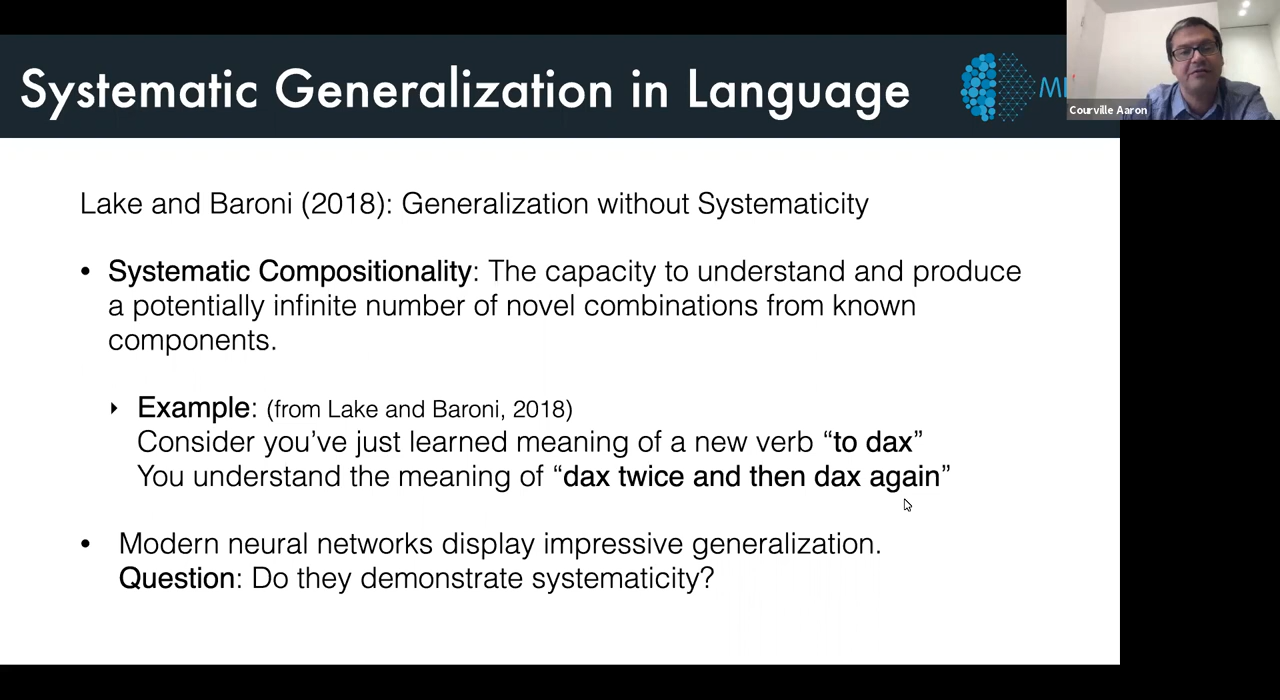 Systematic Generalization in Language
Courville Aaron
Lake and Baroni (2018): Generalization without Systematicity
• Systematic Compositionality: The capacity to understand and produce
a potentially infinite number of novel combinations from known
components.
‣ Example: (from Lake and Baroni, 2018)
Consider you’ve just learned meaning of a new verb “to dax”
You understand the meaning of “dax twice and then dax again”
• Modern neural networks display impressive generalization.
Question: Do they demonstrate systematicity?